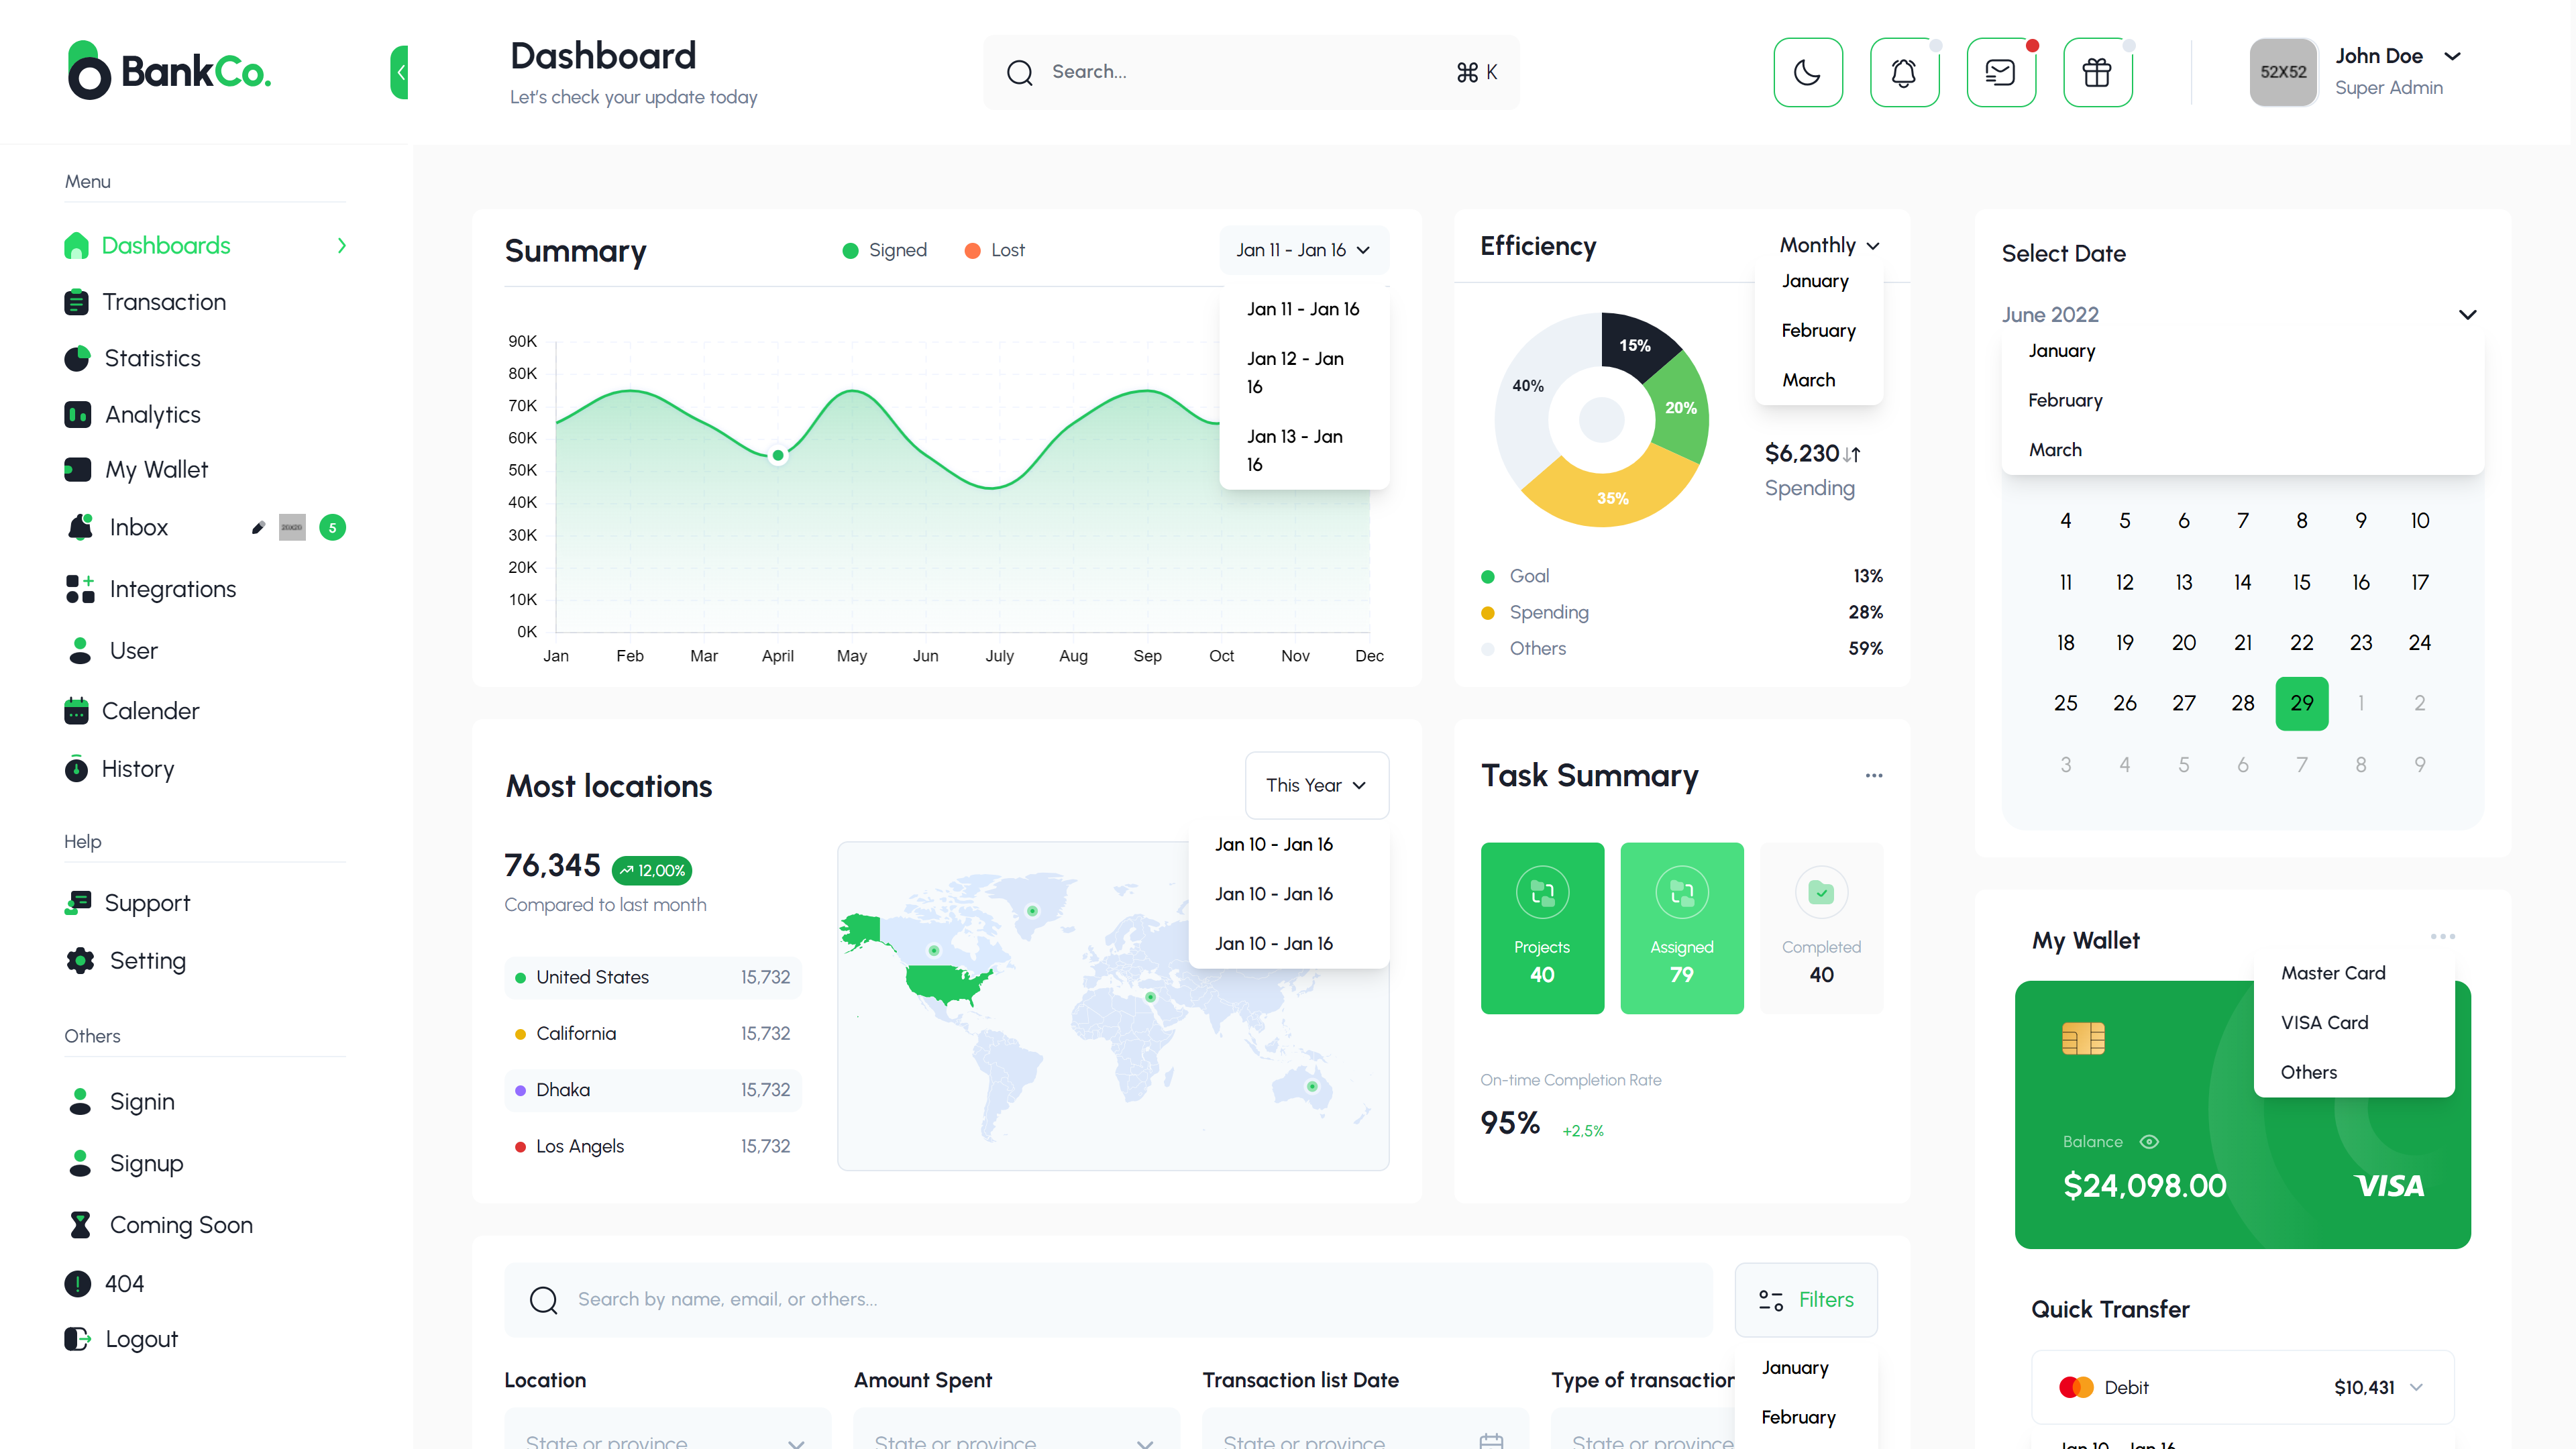 BankCo.
Dashboard
Let's check your update today
Search...
⌘ K
52X52
John Doe
Super Admin
Menu
Dashboards
Transaction
Statistics
Analytics
My Wallet
Inbox
20X20
5
Integrations
User
Calender
History
Help
Support
Setting
Others
Signin
Signup
Coming Soon
404
Logout
Summary
Signed
Lost
Jan 11 - Jan 16
Jan 11 - Jan 16
Jan 12 - Jan
16
Jan 13 - Jan
16
90K
80K
70K
60K
50K
40K
30K
20K
10K
0K
Jan Feb Mar April May Jun July Aug Sep Oct Nov Dec
Efficiency
Monthly
January
February
March
15%
20%
35%
40%
$6,230
Spending
Goal 13%
Spending 28%
Others 59%
Select Date
June 2022
January
February
March
4 5 6 7 8 9 10
11 12 13 14 15 16 17
18 19 20 21 22 23 24
25 26 27 28 29 1 2
3 4 5 6 7 8 9
Most locations
This Year
Jan 10 - Jan 16
Jan 10 - Jan 16
Jan 10 - Jan 16
76,345
12,00%
Compared to last month
United States 15,732
California 15,732
Dhaka 15,732
Los Angels 15,732
Task Summary
Projects
40
Assigned
79
Completed
40
On-time Completion Rate
95%
+2,5%
My Wallet
Master Card
VISA Card
Others
Balance
$24,098.00
VISA
Quick Transfer
Debit
$10,431
Jan 10 - Jan 16
Search by name, email, or others...
Filters
January
February
Location
Amount Spent
Transaction list Date
Type of transaction
State or province
State or province
State or province
State or province